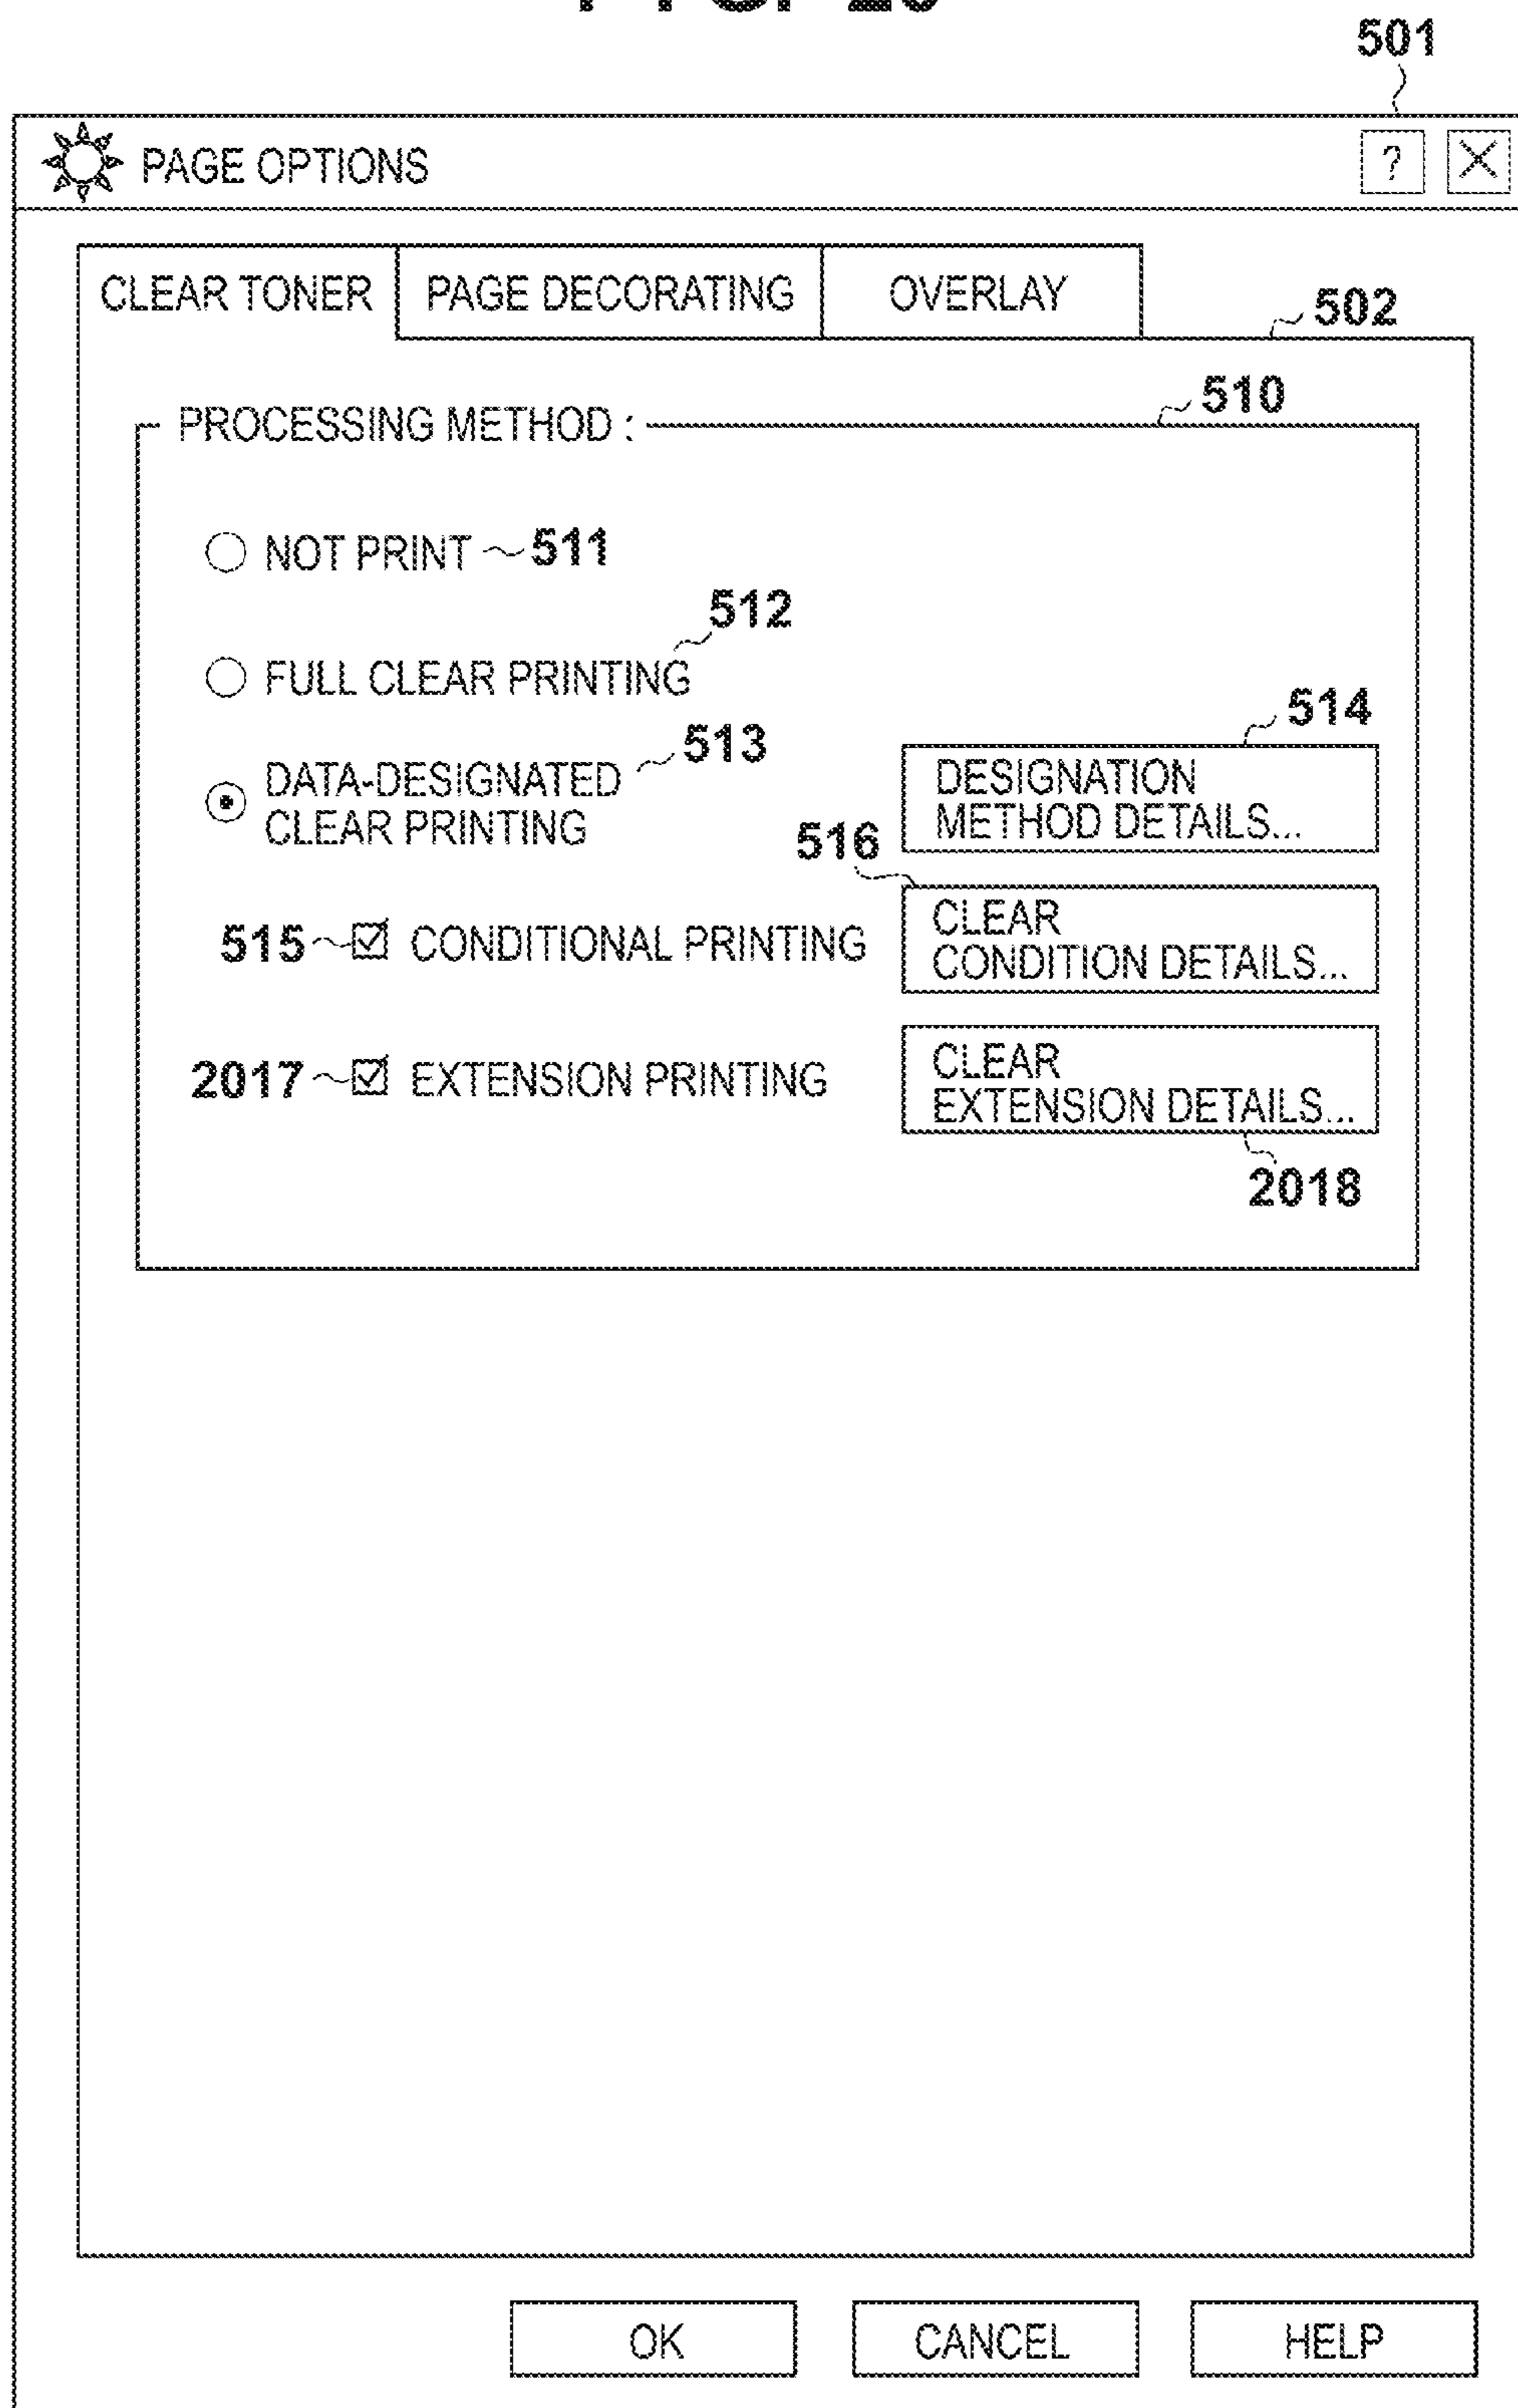 501
PAGE OPTIONS ?
CLEAR TONER PAGE DECORATING OVERLAY
502
510
PROCESSING METHOD :
NOT PRINT 511
512
FULL CLEAR PRINTING
513
514
DATA-DESIGNATED
CLEAR PRINTING
DESIGNATION
METHOD DETAILS...
516
515 CONDITIONAL PRINTING
CLEAR
CONDITION DETAILS...
2017 EXTENSION PRINTING
CLEAR
EXTENSION DETAILS...
2018
OK CANCEL HELP